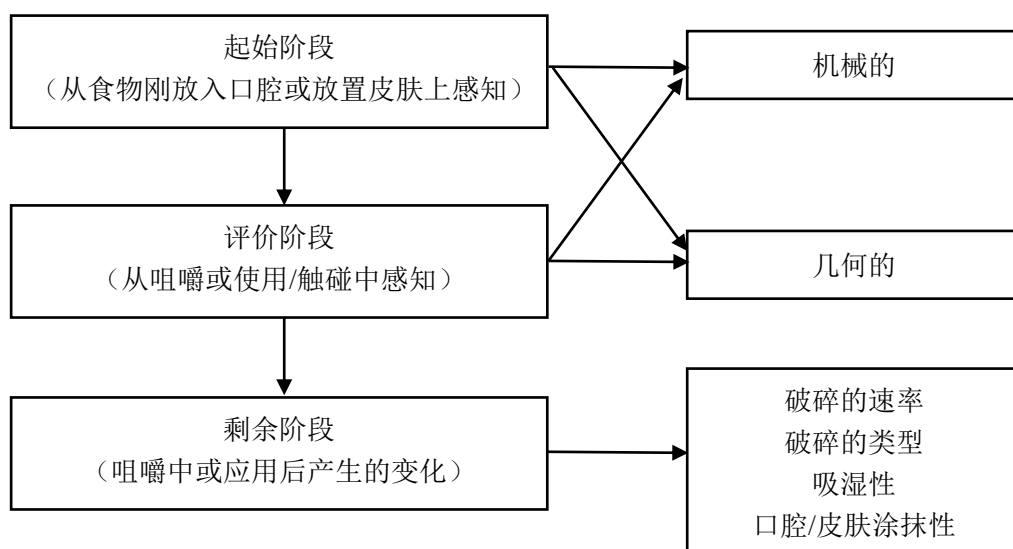 起始阶段
（从食物刚放入口腔或放置皮肤上感知）
机械的
评价阶段
（从咀嚼或使用/触碰中感知）
几何的
剩余阶段
（咀嚼中或应用后产生的变化）
破碎的速率
破碎的类型
吸湿性
口腔/皮肤涂抹性